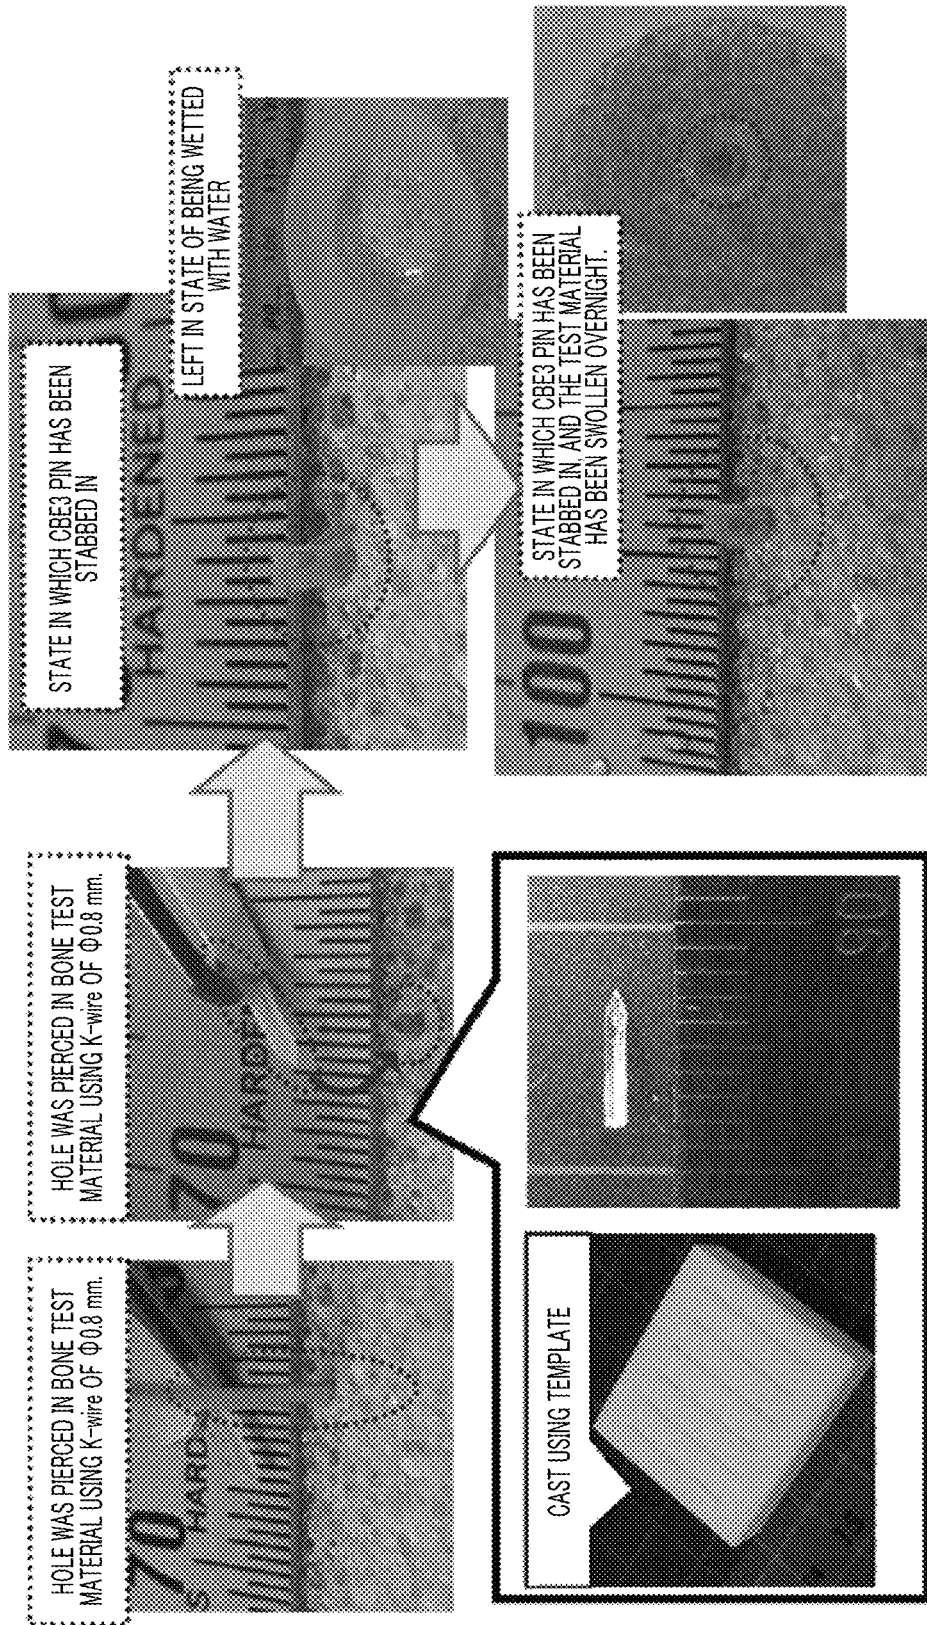 HOLE WAS PIERCED IN BONE TEST
MATERIAL USING K-wire OF Φ0.8 mm.
70
S HARD
HOLE WAS PIERCED IN BONE TEST
MATERIAL USING K-wire OF Φ0.8 mm.
70
HARDE
STATE IN WHICH CBE3 PIN HAS BEEN
STABBED IN
HARDENED
LEFT IN STATE OF BEING WETTED
WITH WATER
STATE IN WHICH CBE3 PIN HAS BEEN
STABBED IN, AND THE TEST MATERIAL
HAS BEEN SWOLLEN OVERNIGHT.
100
CAST USING TEMPLATE